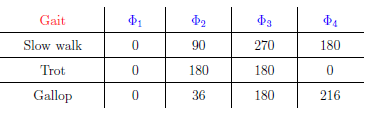 Gait Φ₁ Φ₂ Φ₃ Φ₄
Slow walk 0 90 270 180
Trot 0 180 180 0
Gallop 0 36 180 216